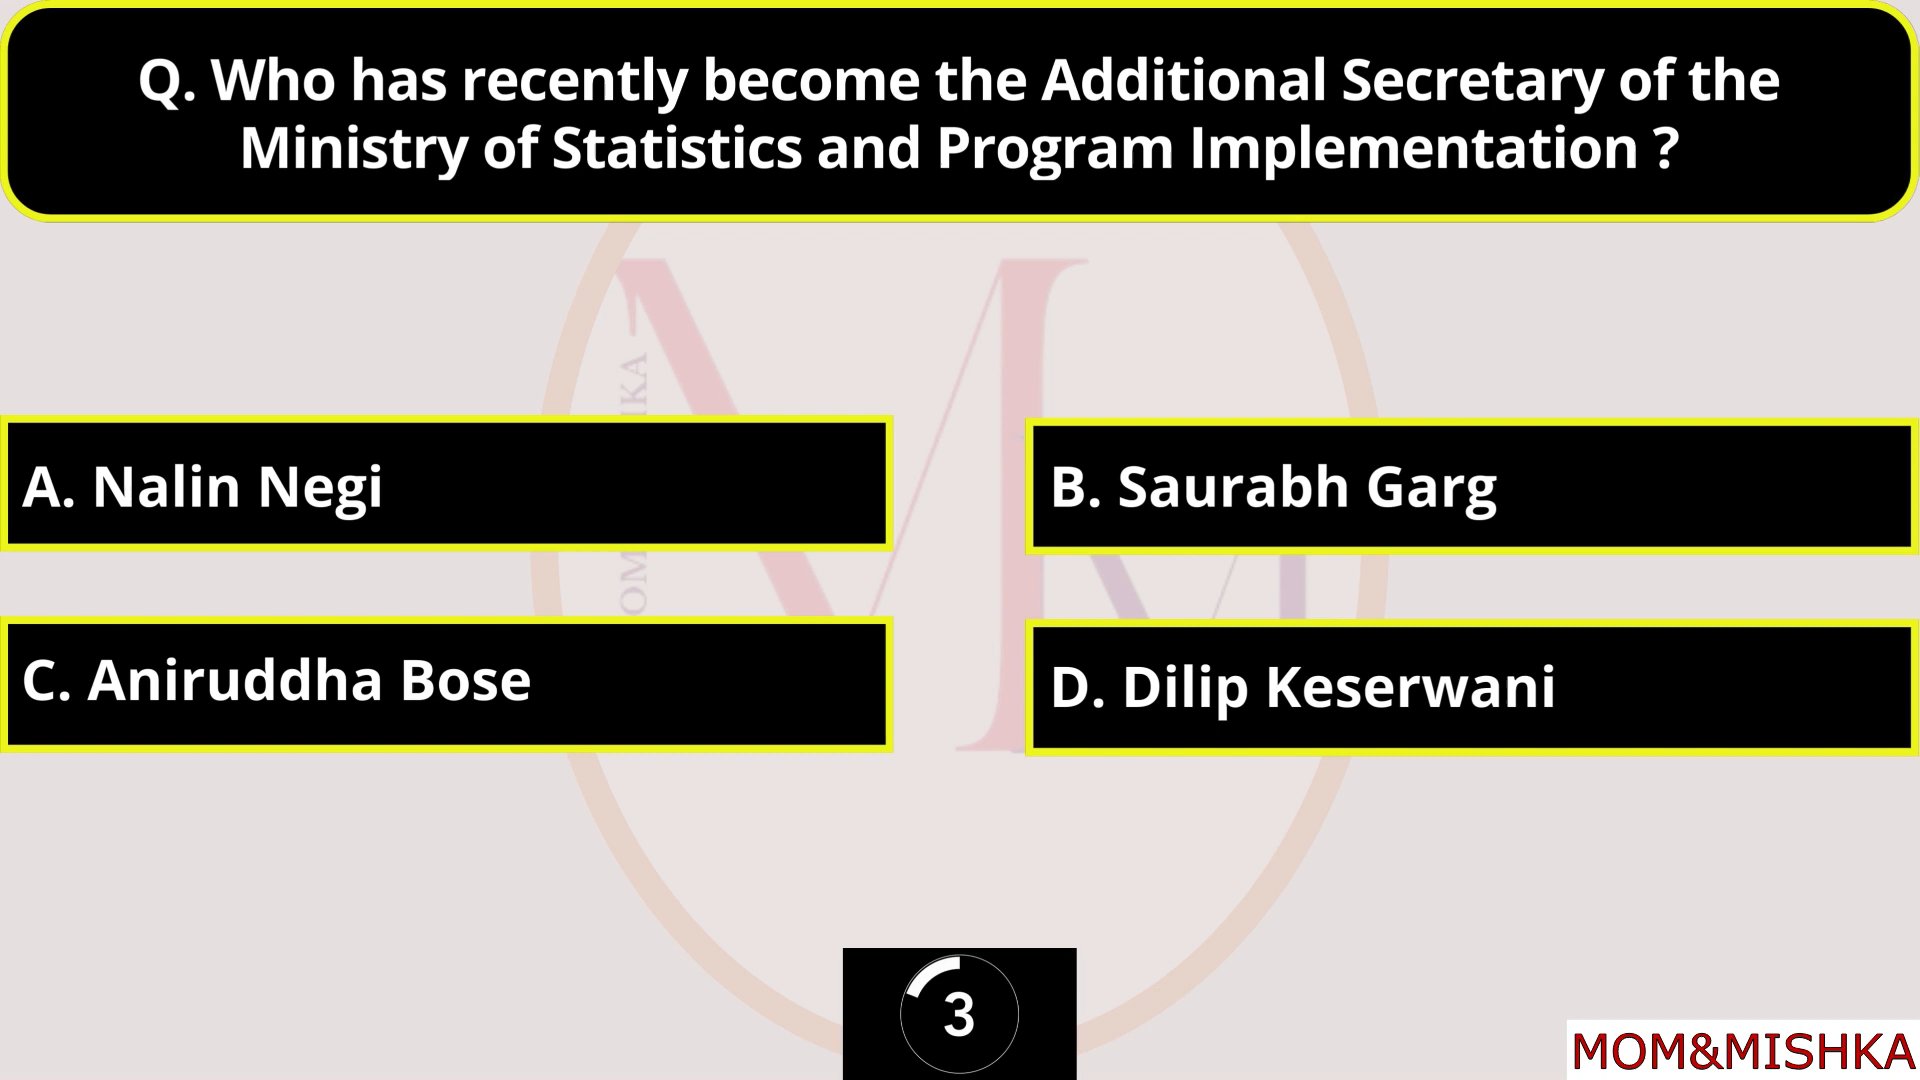 Q. Who has recently become the Additional Secretary of the
Ministry of Statistics and Program Implementation ?
A. Nalin Negi
B. Saurabh Garg
C. Aniruddha Bose
D. Dilip Keserwani
3
MOM&MISHKA